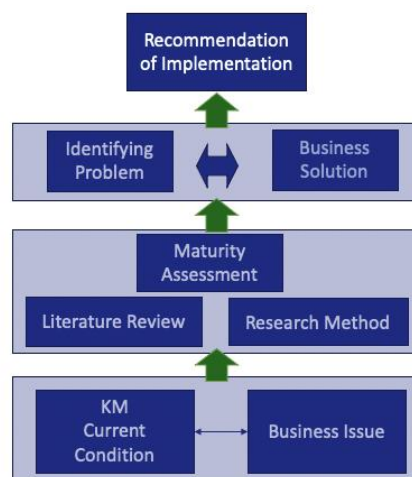 Recommendation
of Implementation
Identifying
Problem
Business
Solution
Maturity
Assessment
Literature Review
Research Method
KM
Current
Condition
Business Issue